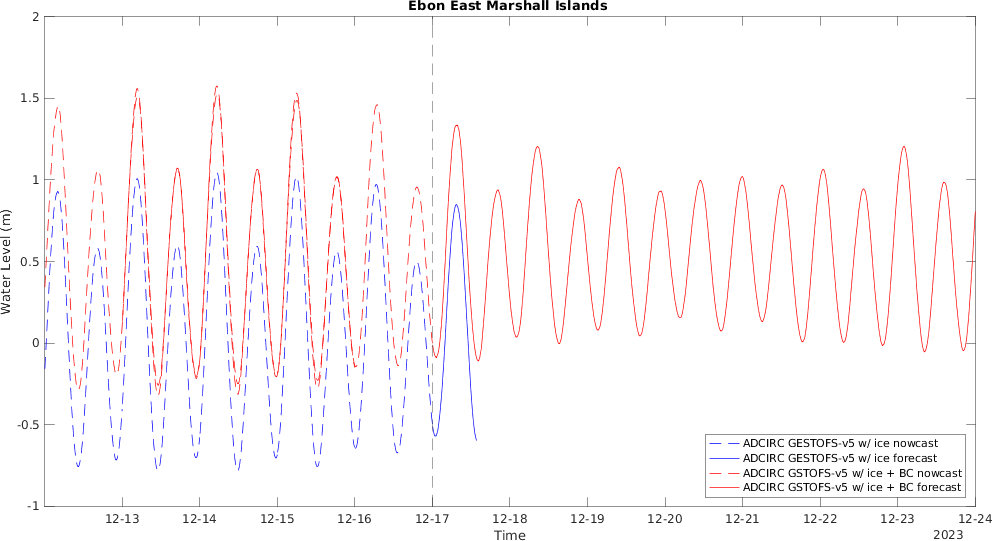 Ebon East Marshall Islands
2
1.5
1
0.5
0
-0.5
-1
Water Level (m)
ADCIRC GESTOFS-v5 w/ ice nowcast
ADCIRC GESTOFS-v5 w/ ice forecast
ADCIRC GSTOFS-v5 w/ ice + BC nowcast
ADCIRC GSTOFS-v5 w/ ice + BC forecast
12-13 12-14 12-15 12-16 12-17 12-18 12-19 12-20 12-21 12-22 12-23 12-24
Time
2023